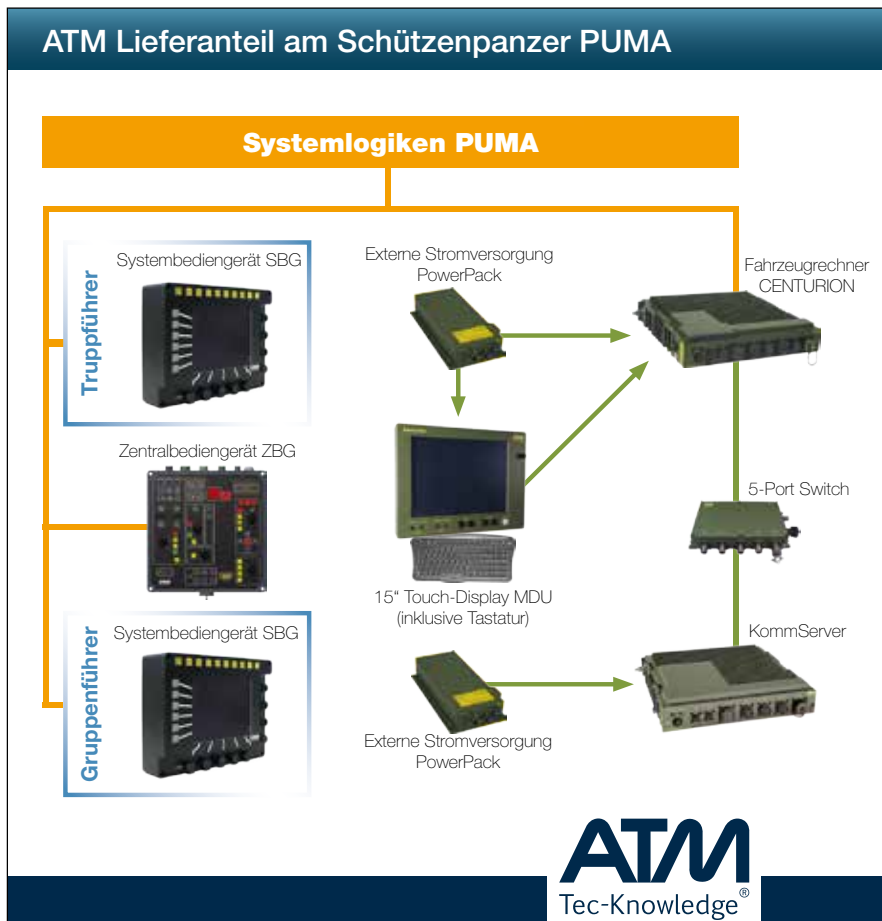 ATM Lieferanteil am Schützenpanzer PUMA
Systemlogiken PUMA
Truppführer
Systembediengerät SBG
Externe Stromversorgung
PowerPack
Fahrzeugrechner
CENTURION
Zentralbediengerät ZBG
5-Port Switch
15“ Touch-Display MDU
(inklusive Tastatur)
Gruppenführer
Systembediengerät SBG
KommServer
Externe Stromversorgung
PowerPack
ATM
Tec-Knowledge®